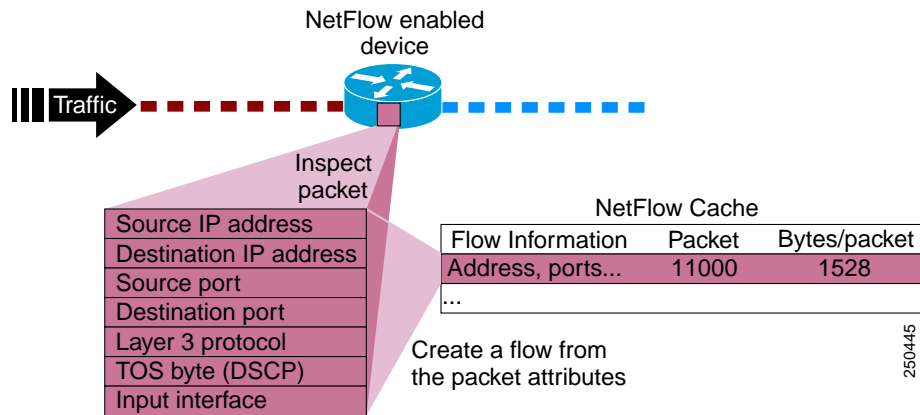 NetFlow enabled
device
Traffic
Inspect
packet
Source IP address
Destination IP address
Source port
Destination port
Layer 3 protocol
TOS byte (DSCP)
Input interface
NetFlow Cache
Flow Information Packet Bytes/packet
Address, ports... 11000 1528
...
Create a flow from
the packet attributes
250445